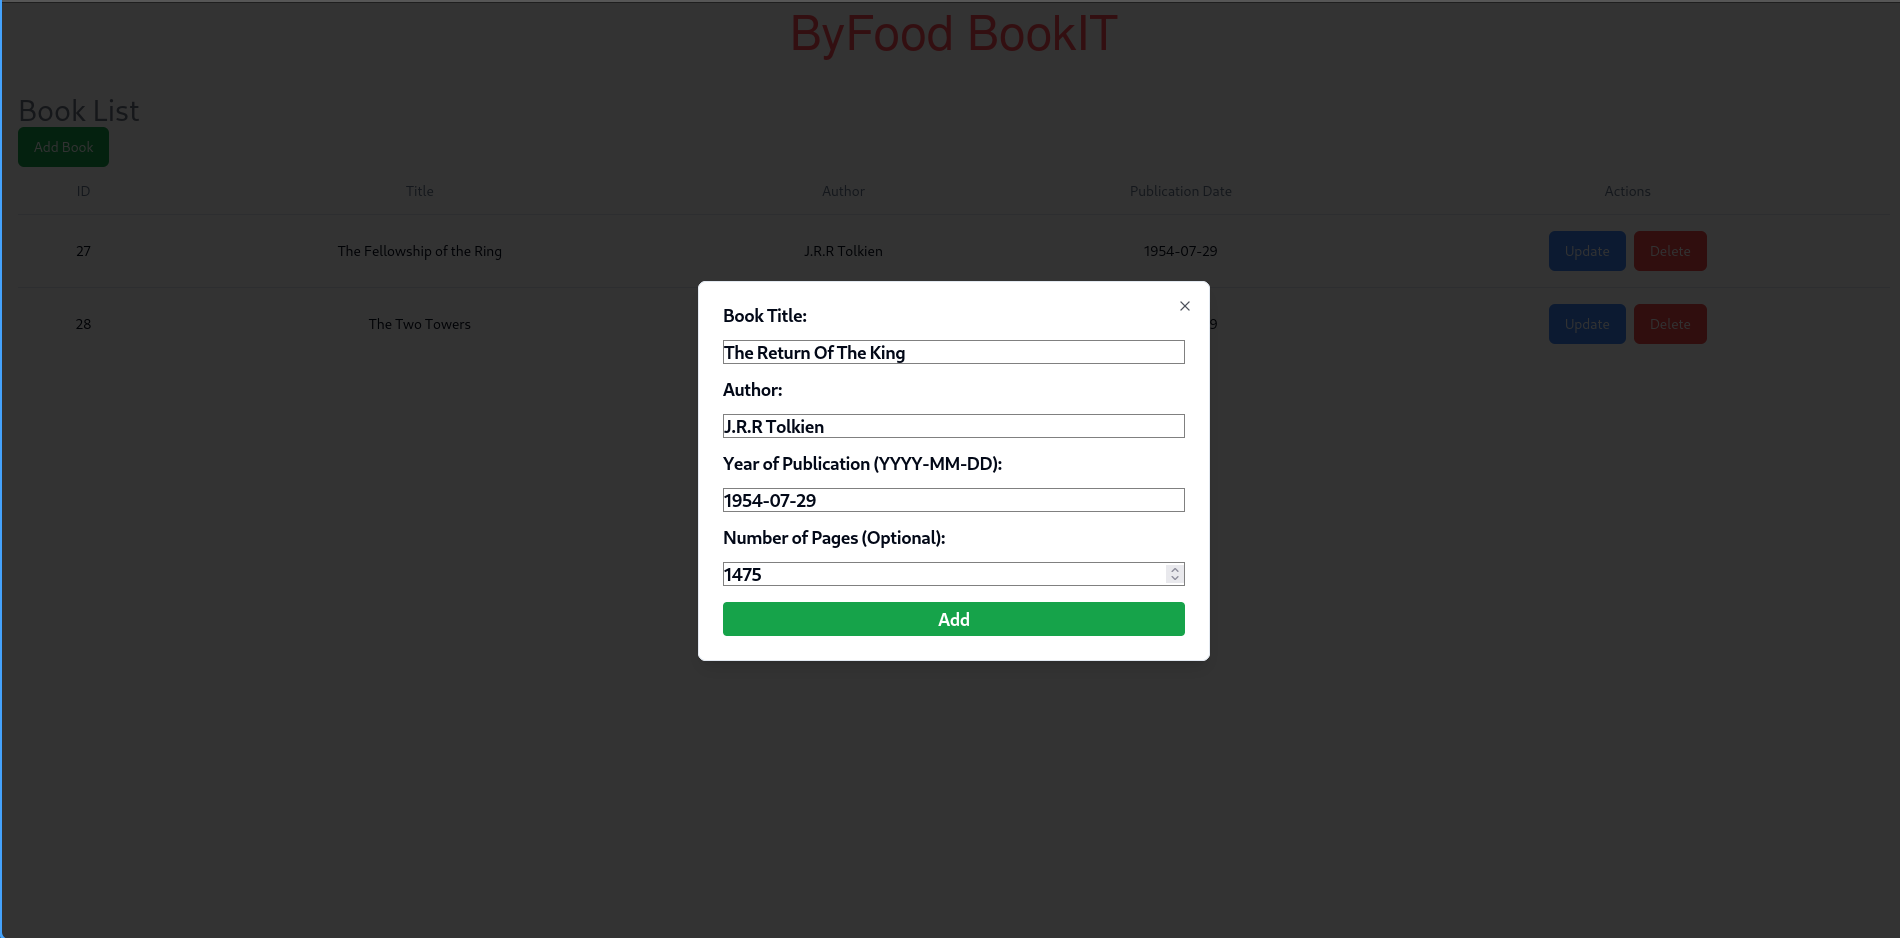 ByFood BookIT
Book List
Add Book
ID Title Author Publication Date Actions
27 The Fellowship of the Ring J.R.R Tolkien 1954-07-29 Update Delete
28 The Two Towers 9 Update Delete
Book Title:
The Return Of The King
Author:
J.R.R Tolkien
Year of Publication (YYYY-MM-DD):
1954-07-29
Number of Pages (Optional):
1475
Add